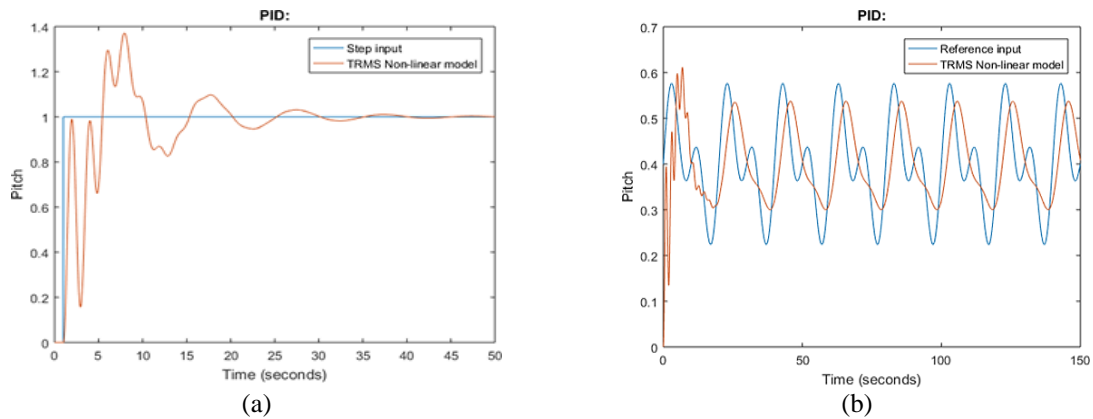 PID:
1.4
1.2
1
0.8
0.6
0.4
0.2
0
Pitch
Step input
TRMS Non-linear model
0 5 10 15 20 25 30 35 40 45 50
Time (seconds)
(a)
PID:
0.7
0.6
0.5
0.4
0.3
0.2
0.1
0
Pitch
Reference input
TRMS Non-linear model
0 50 100 150
Time (seconds)
(b)